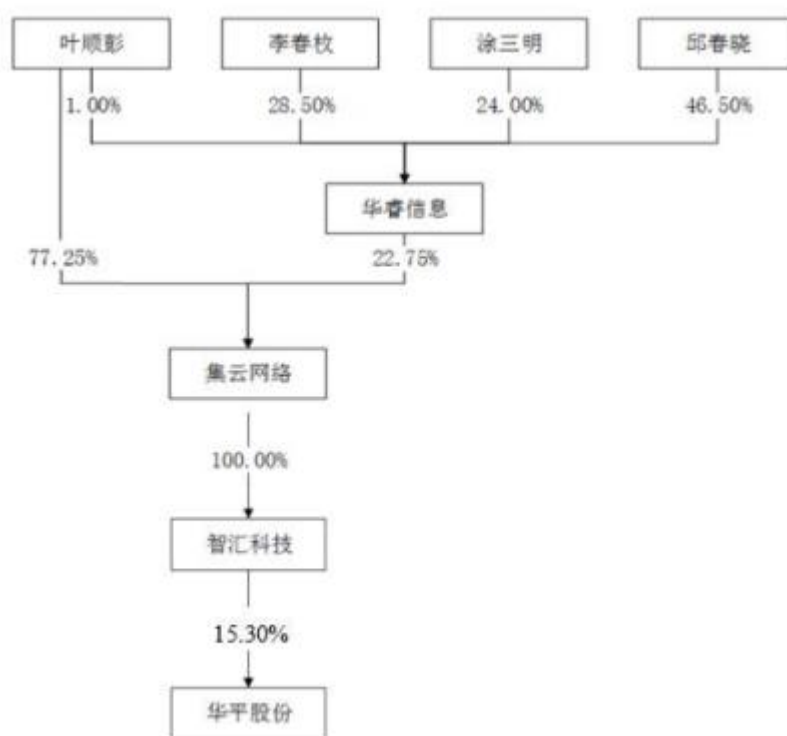 叶顺彭 李春枚 涂三明 邱春晓
1.00% 28.50% 24.00% 46.50%
华睿信息
77.25% 22.75%
集云网络
100.00%
智汇科技
15.30%
华平股份